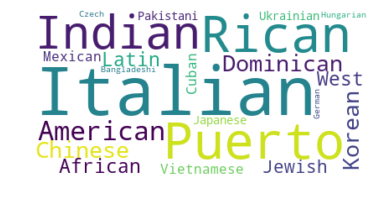 Czech
Pakistani
Ukrainian
Hungarian
Indian
Rican
Mexican
Latin
Cuban
Dominican
Bangladeshi
West
Italian
German
Korean
American
Puerto
Japanese
Chinese
African
Vietnamese
Jewish